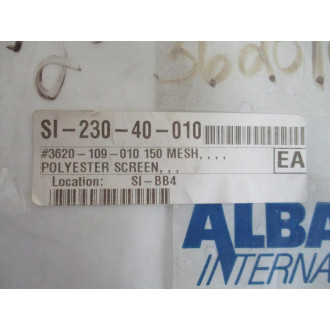 SI-230-40-010
#3620-109-010 150 MESH,,,,
POLYESTER SCREEN,,,
EA
Location: SI-BB4
ALBA
INTERNA